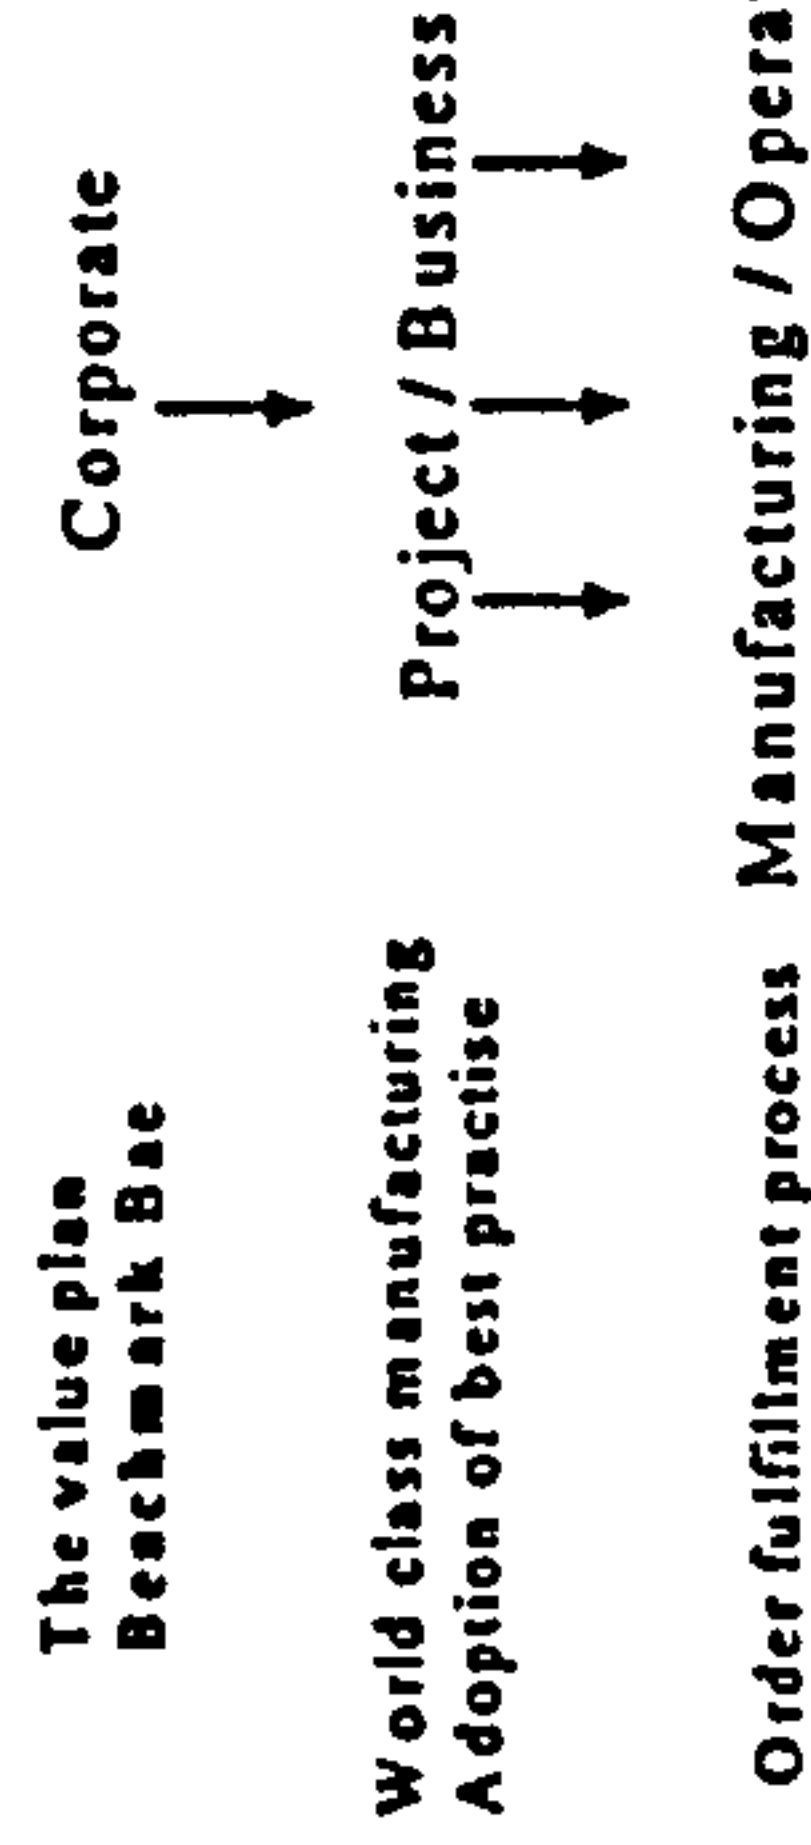 The value plan
Benchmark Bae
Corporate
World class manufacturing
Adoption of best practise
Project / Business
Order fulfillment process
Manufacturing / Opera